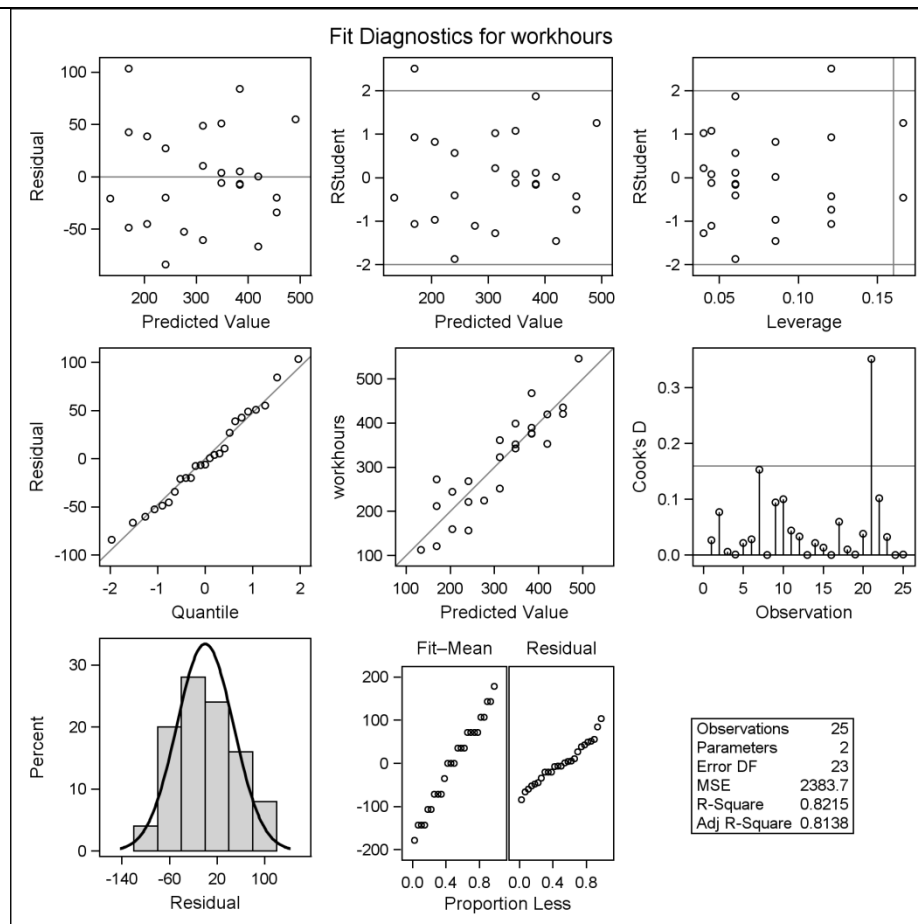 Fit Diagnostics for workhours
Residual
100
50
0
-50
200 300 400 500
Predicted Value
RStudent
2
1
0
-1
-2
200 300 400 500
Predicted Value
RStudent
2
1
0
-1
-2
0.05 0.10 0.15
Leverage
Residual
100
50
0
-50
-100
-2 -1 0 1 2
Quantile
workhours
500
400
300
200
100
100 200 300 400 500
Predicted Value
Cook's D
0.3
0.2
0.1
0.0
0 5 10 15 20 25
Observation
Percent
30
20
10
0
-140 -60 20 100
Residual
Fit–Mean Residual
200
100
0
-100
-200
0.0 0.4 0.8 0.0 0.4 0.8
Proportion Less
Observations 25
Parameters 2
Error DF 23
MSE 2383.7
R-Square 0.8215
Adj R-Square 0.8138